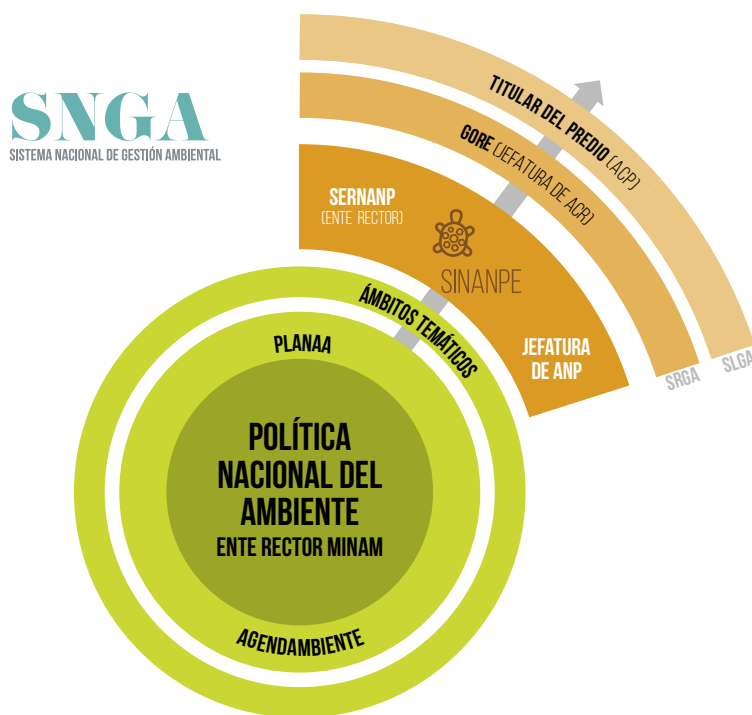 SNGA
SISTEMA NACIONAL DE GESTIÓN AMBIENTAL
TITULAR DEL PREDIO (ACP)
GORE (JEFATURA DE ACR)
SERNANP
(ENTE RECTOR)
SINANPE
JEFATURA
DE ANP
SRGA
SLGA
ÁMBITOS TEMÁTICOS
PLANAA
POLÍTICA
NACIONAL DEL
AMBIENTE
ENTE RECTOR MINAM
AGENDAMBIENTE